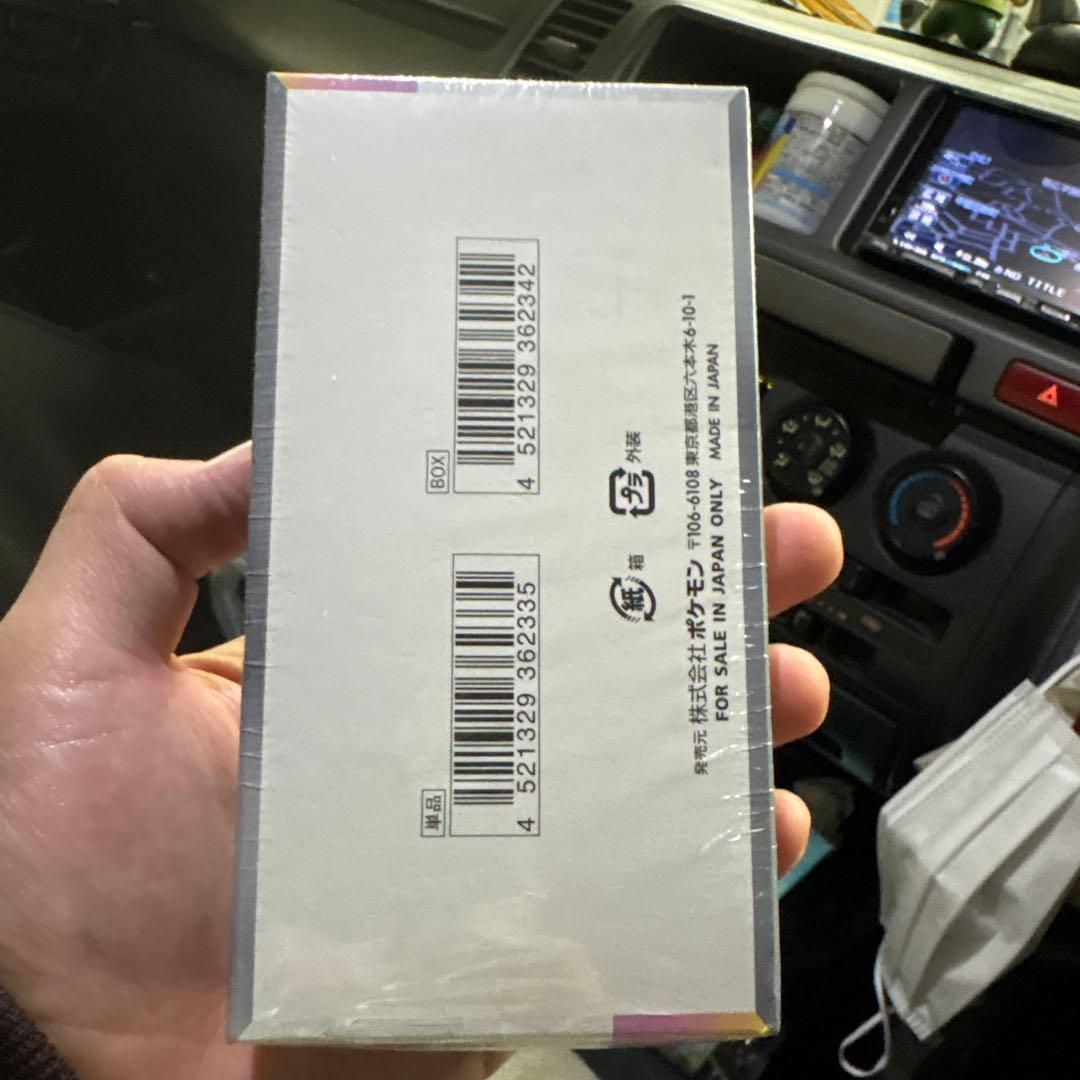 単品
4 521329 362335
BOX
4 521329 362342
紙 箱
プラ 外装
発売元 株式会社ポケモン 〒106-6108 東京都港区六本木6-10-1
FOR SALE IN JAPAN ONLY MADE IN JAPAN
NO TITLE